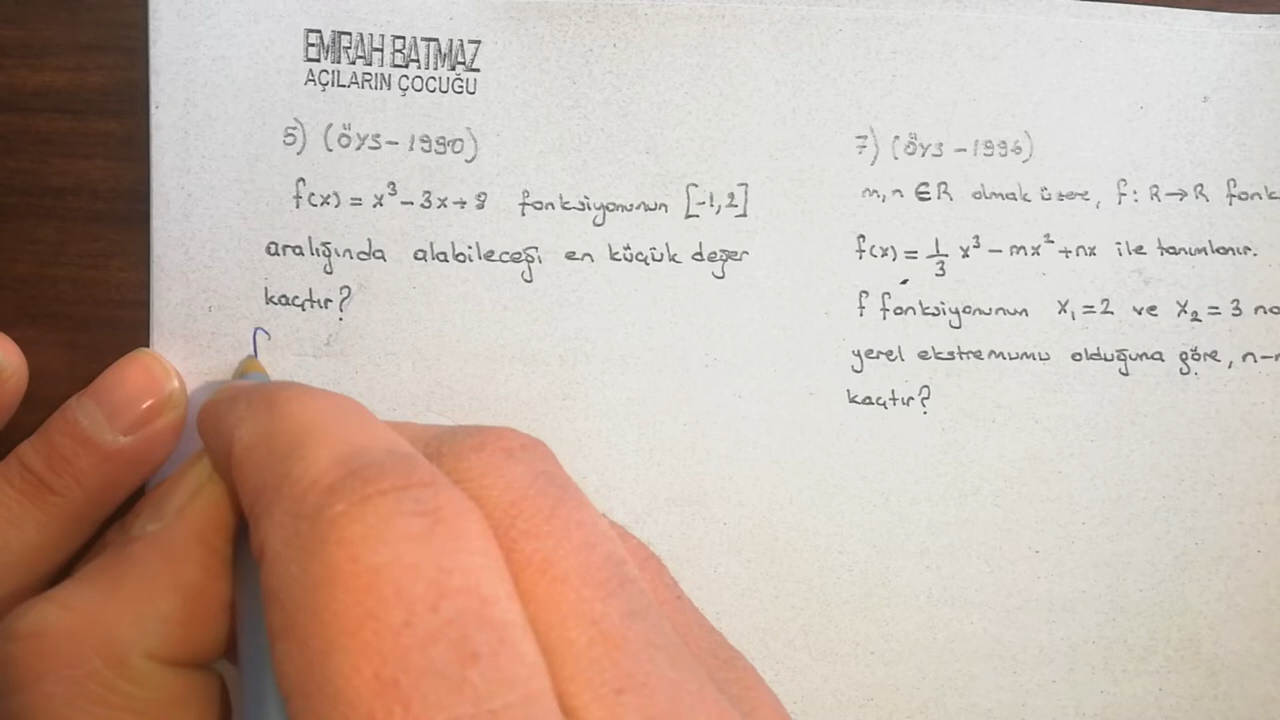 EMRAH BATMAZ
AÇILARIN ÇOCUĞU
5) (ÖYS-1990)
f(x) = x³ - 3x + 8 fonksiyonunun [-1,2]
aralığında alabileceği en küçük değer
kaçtır?
7) (ÖYS-1996)
m, n ∈ R olmak üzere, f: R→R
f(x) = 1/3 x³ - mx² + nx ile tanımlanır.
f fonksiyonunun x₁=2 ve x₂=3
yerel ekstremumu olduğuna göre,
kaçtır?